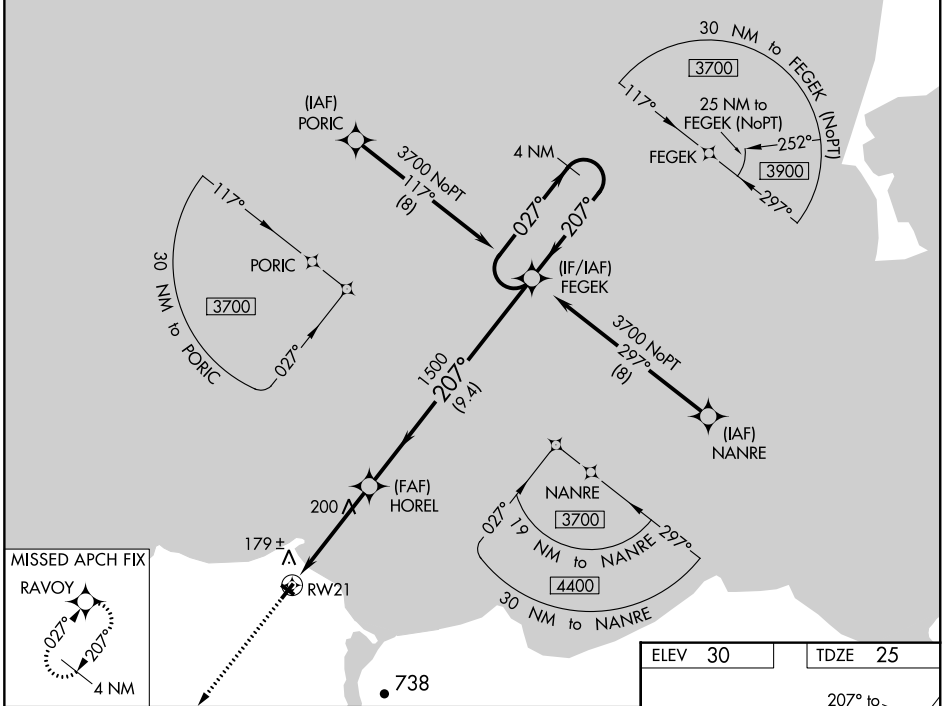 30 NM to FEGEK (NoPT)
3700
117°
25 NM to
FEGEK (NoPT)
252°
FEGEK
3900
297°
(IAF)
PORIC
3700 NoPT
117°
(8)
4 NM
027°
207°
(IF/IAF)
FEGEK
117°
PORIC
3700
30 NM to PORIC
027°
1500
207°
(9.4)
3700 NoPT
297°
(8)
(IAF)
NANRE
(FAF)
HOREL
200
179 ±
RW21
NANRE
3700
027°
297°
19 NM to NANRE
4400
30 NM to NANRE
MISSED APCH FIX
RAVOY
027°
207°
4 NM
738
ELEV 30
TDZE 25
207° to